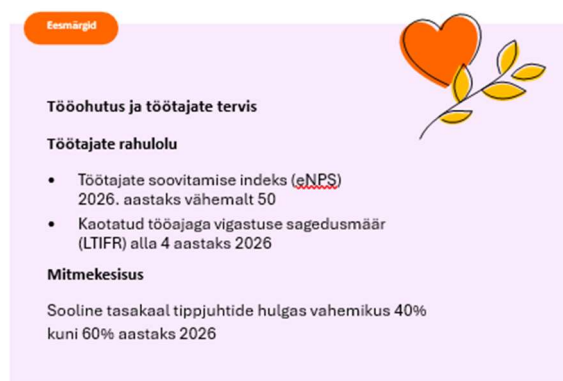 Eesmärgid
Tööohutus ja töötajate tervis
Töötajate rahulolu
• Töötajate soovitamise indeks (eNPS)
2026. aastaks vähemalt 50
• Kaotatud tööajaga vigastuse sagedusmäär
(LTIFR) alla 4 aastaks 2026
Mitmekesisus
Sooline tasakaal tippjuhtide hulgas vahemikus 40%
kuni 60% aastaks 2026